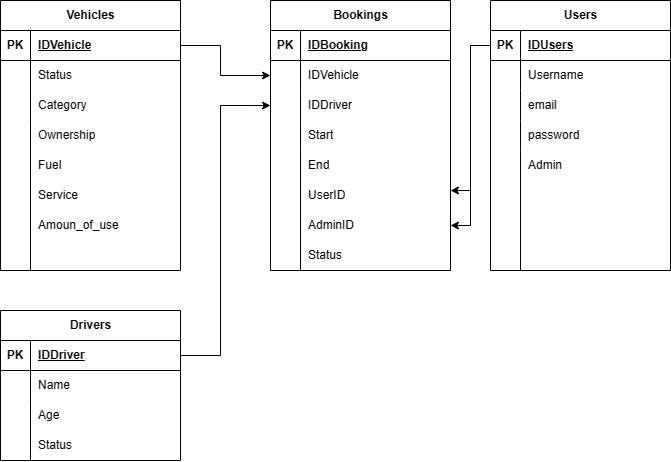 Vehicles
PK IDVehicle
Status
Category
Ownership
Fuel
Service
Amoun_of_use
Bookings
PK IDBooking
IDVehicle
IDDriver
Start
End
UserID
AdminID
Status
Users
PK IDUsers
Username
email
password
Admin
Drivers
PK IDDriver
Name
Age
Status